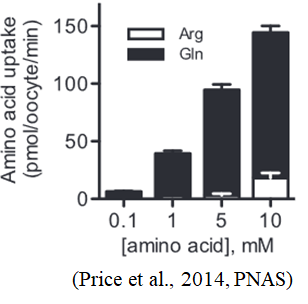 Amino acid uptake
(pmol/oocyte/min)
150
100
50
0
Arg
Gln
0.1 1 5 10
[amino acid], mM
(Price et al., 2014, PNAS)